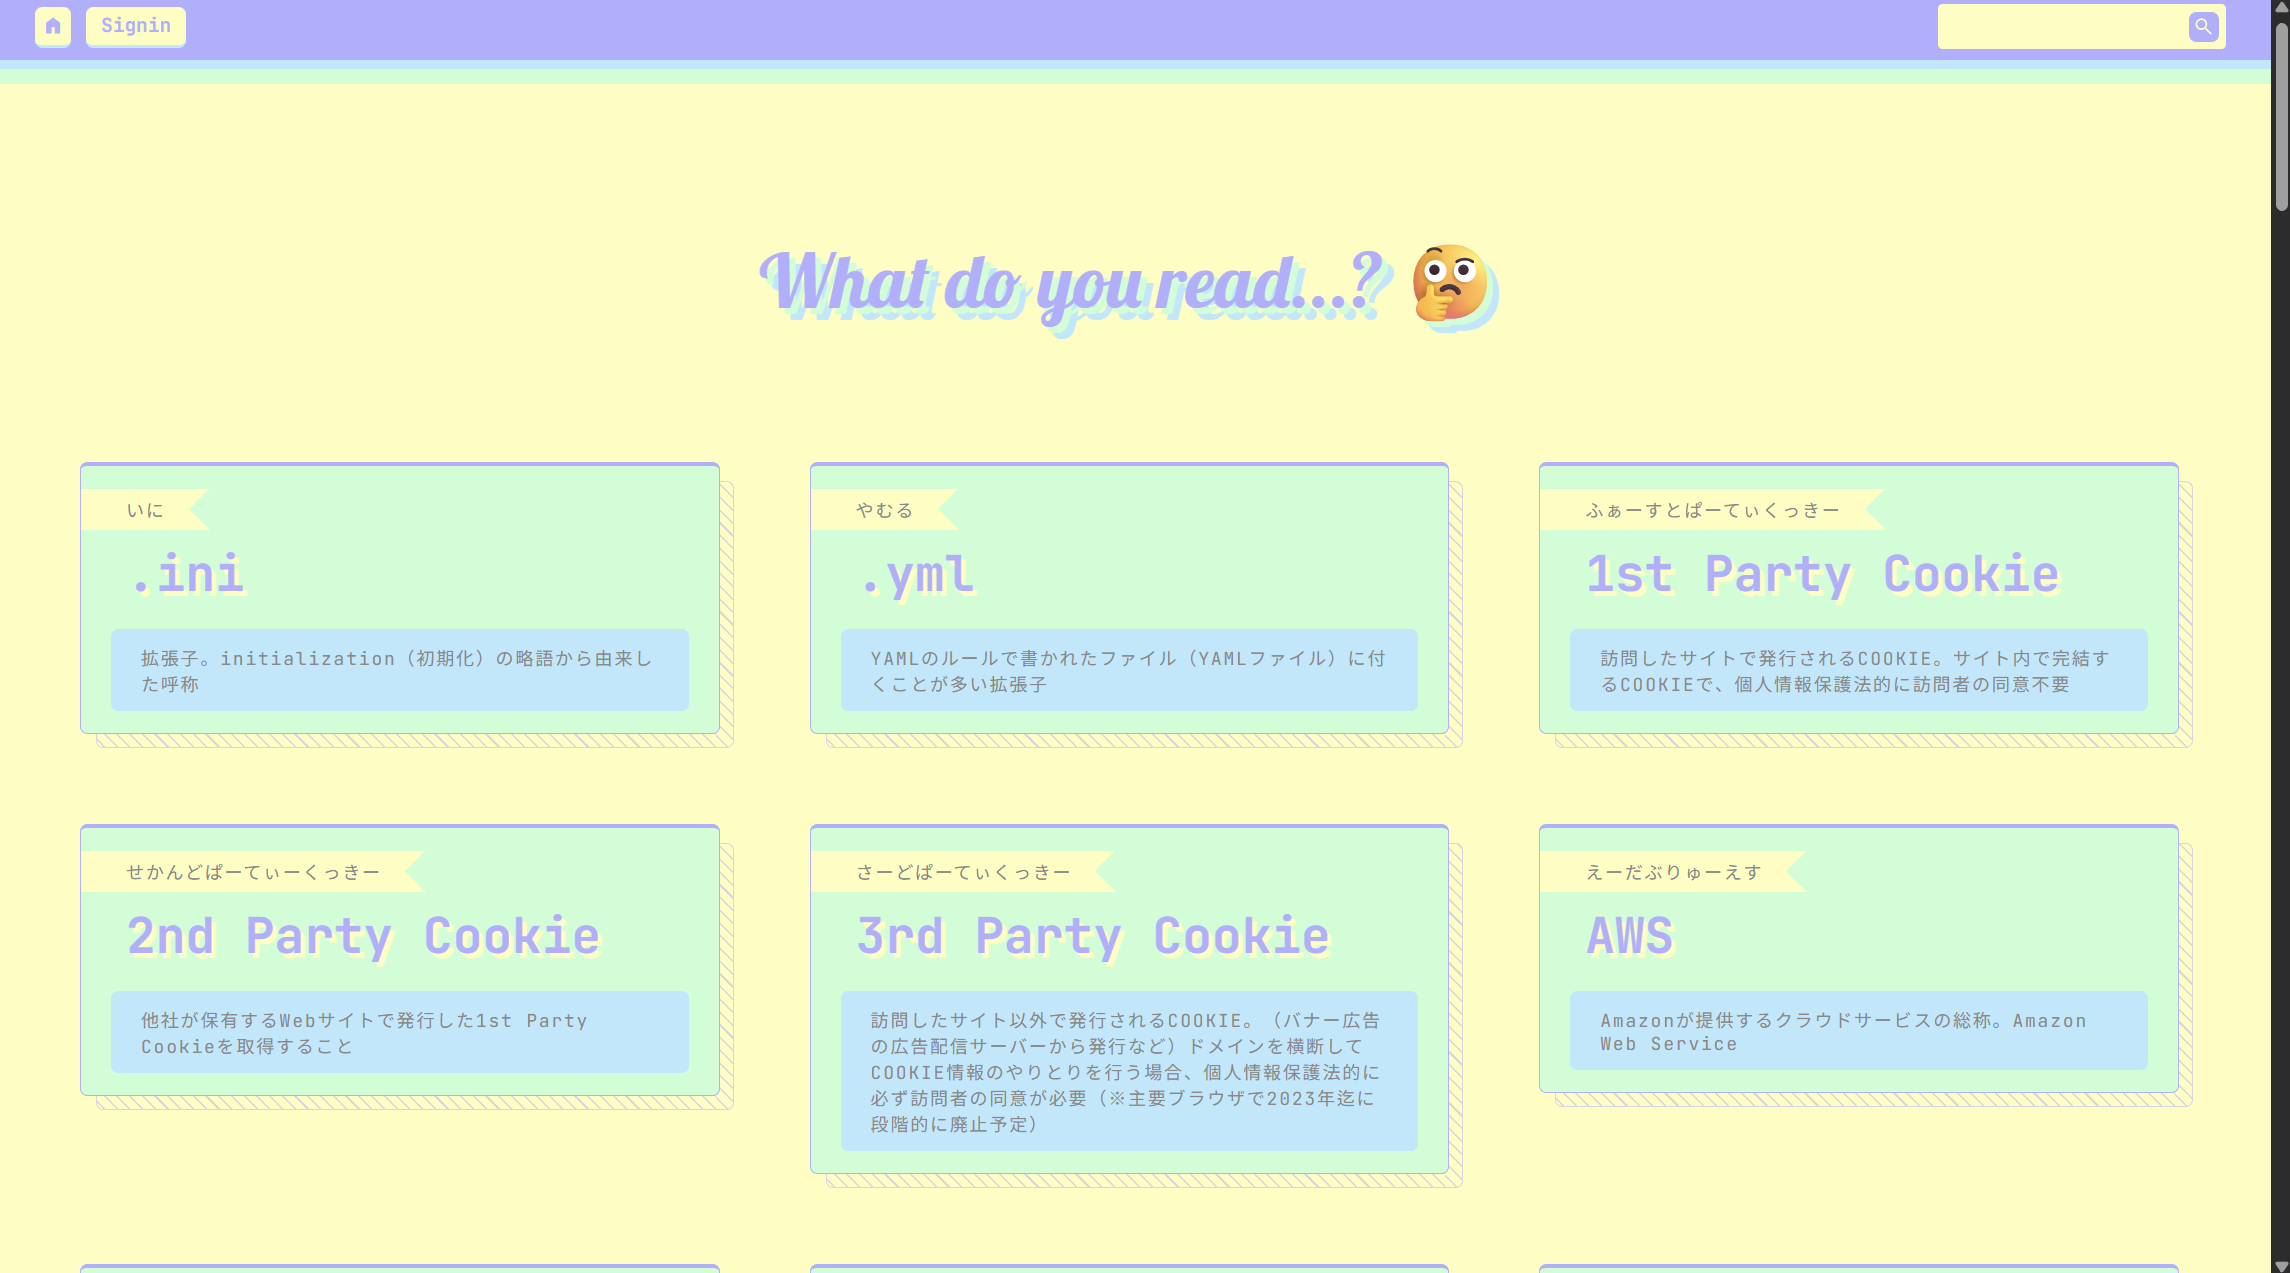 Signin
What do you read...? 🤔
いに
.ini
拡張子。initialization（初期化）の略語から由来し
た呼称
やむる
.yml
YAMLのルールで書かれたファイル（YAMLファイル）に付
くことが多い拡張子
ふぁーすとぱーてぃくっきー
1st Party Cookie
訪問したサイトで発行されるCOOKIE。サイト内で完結す
るCOOKIEで、個人情報保護法的に訪問者の同意不要
せかんどぱーてぃーくっきー
2nd Party Cookie
他社が保有するWebサイトで発行した1st Party
Cookieを取得すること
さーどぱーてぃくっきー
3rd Party Cookie
訪問したサイト以外で発行されるCOOKIE。（バナー広告
の広告配信サーバーから発行など）ドメインを横断して
COOKIE情報のやりとりを行う場合、個人情報保護法的に
必ず訪問者の同意が必要（※主要ブラウザで2023年迄に
段階的に廃止予定）
えーだぶりゅーえす
AWS
Amazonが提供するクラウドサービスの総称。Amazon
Web Service